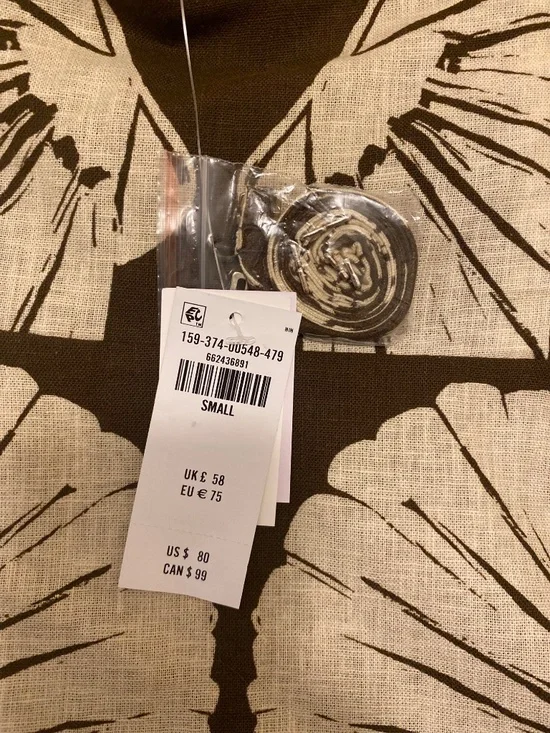 159-374-00548-479
662436891
SMALL
UK £ 58
EU € 75
US $ 80
CAN $ 99